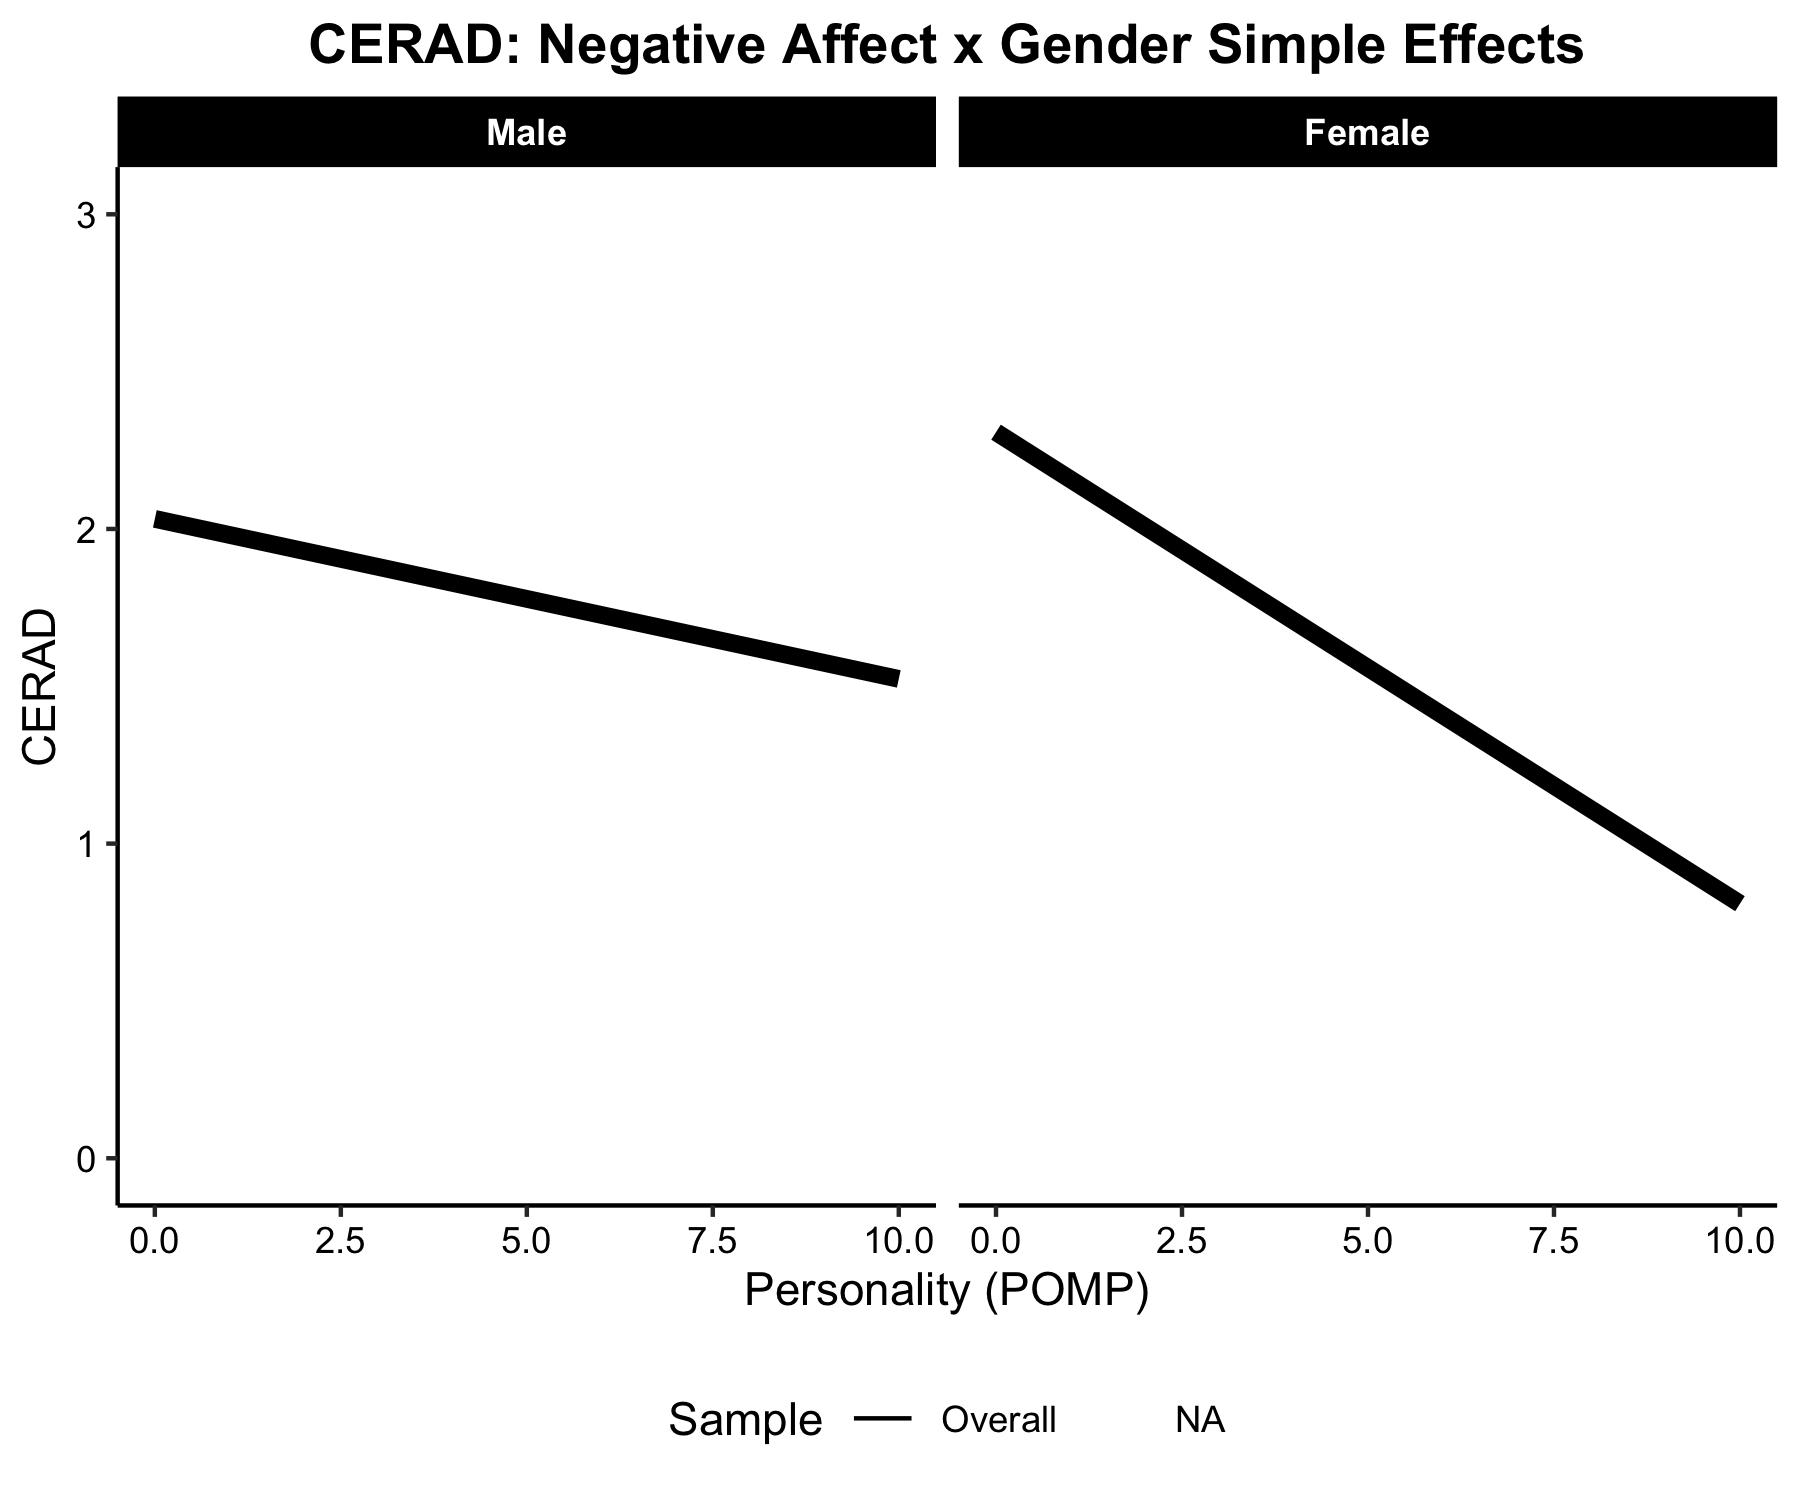 CERAD: Negative Affect x Gender Simple Effects
Male Female
3
2
1
0
CERAD
0.0 2.5 5.0 7.5 10.0 0.0 2.5 5.0 7.5 10.0
Personality (POMP)
Sample Overall NA